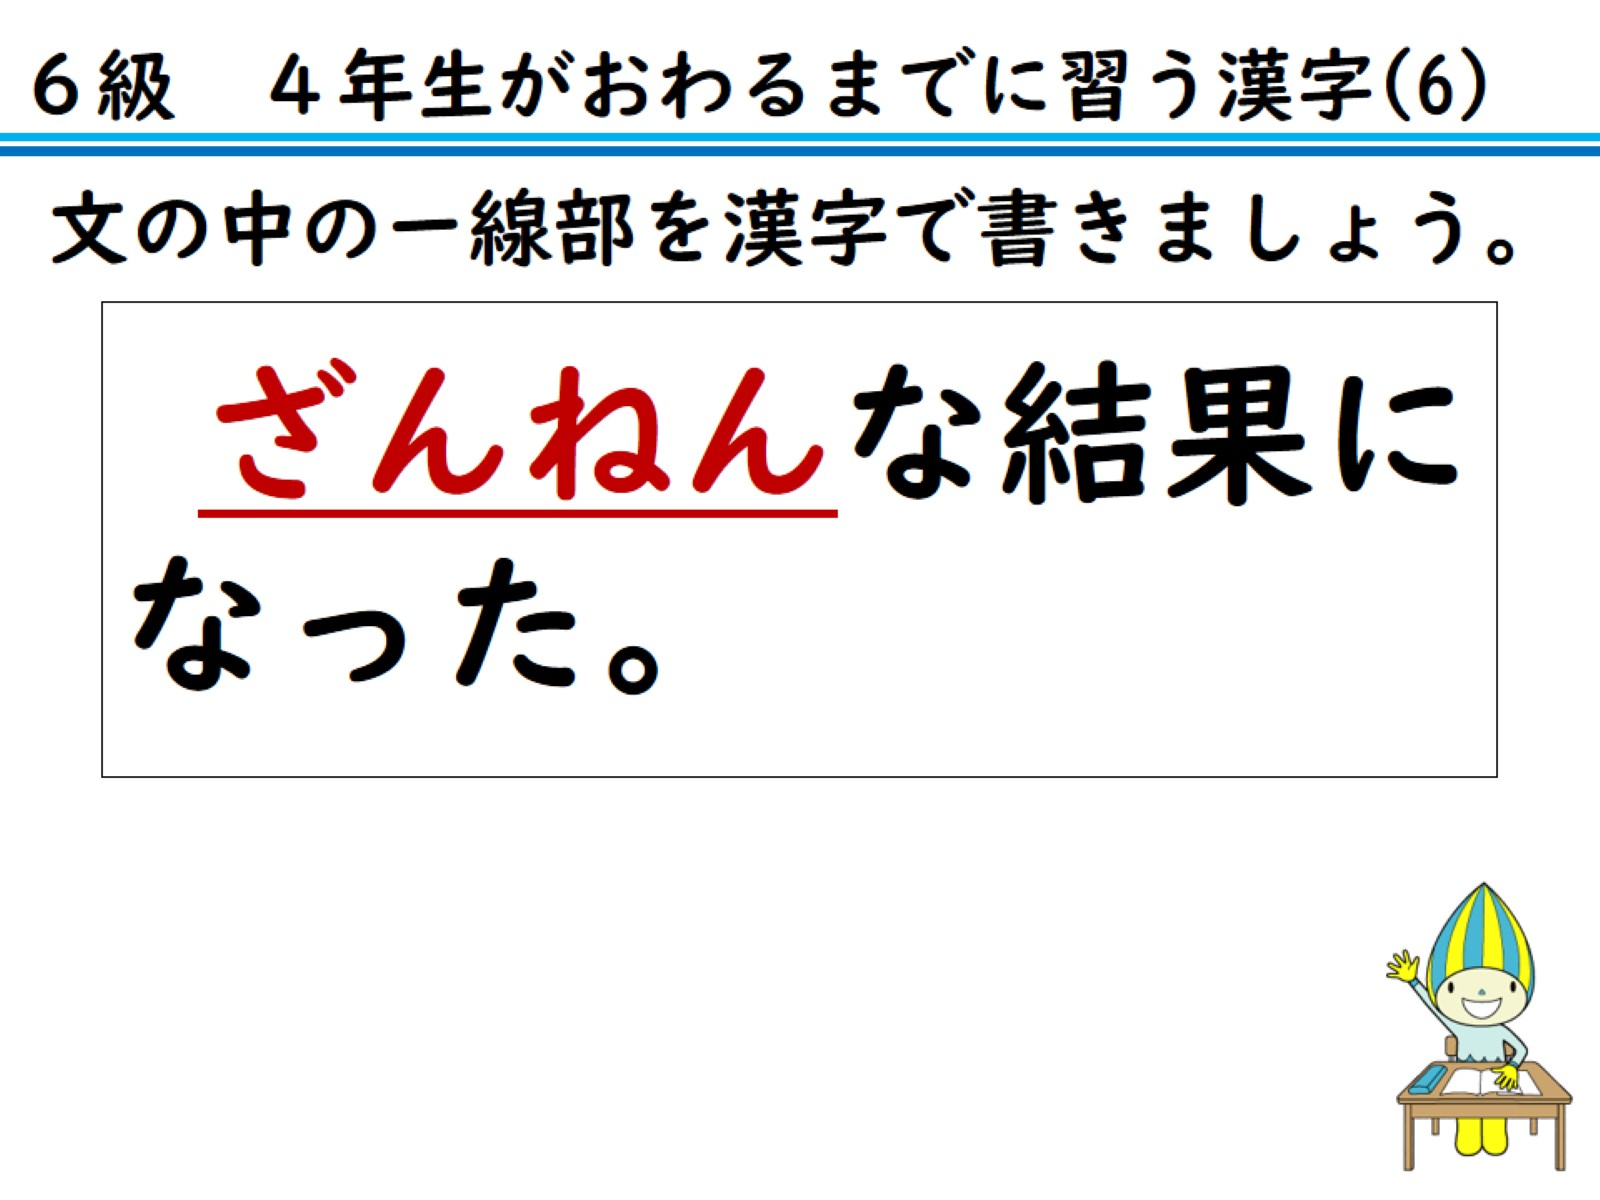 ６級　４年生がおわるまでに習う漢字(6)
文の中の―線部を漢字で書きましょう。
ざんねんな結果に
なった。